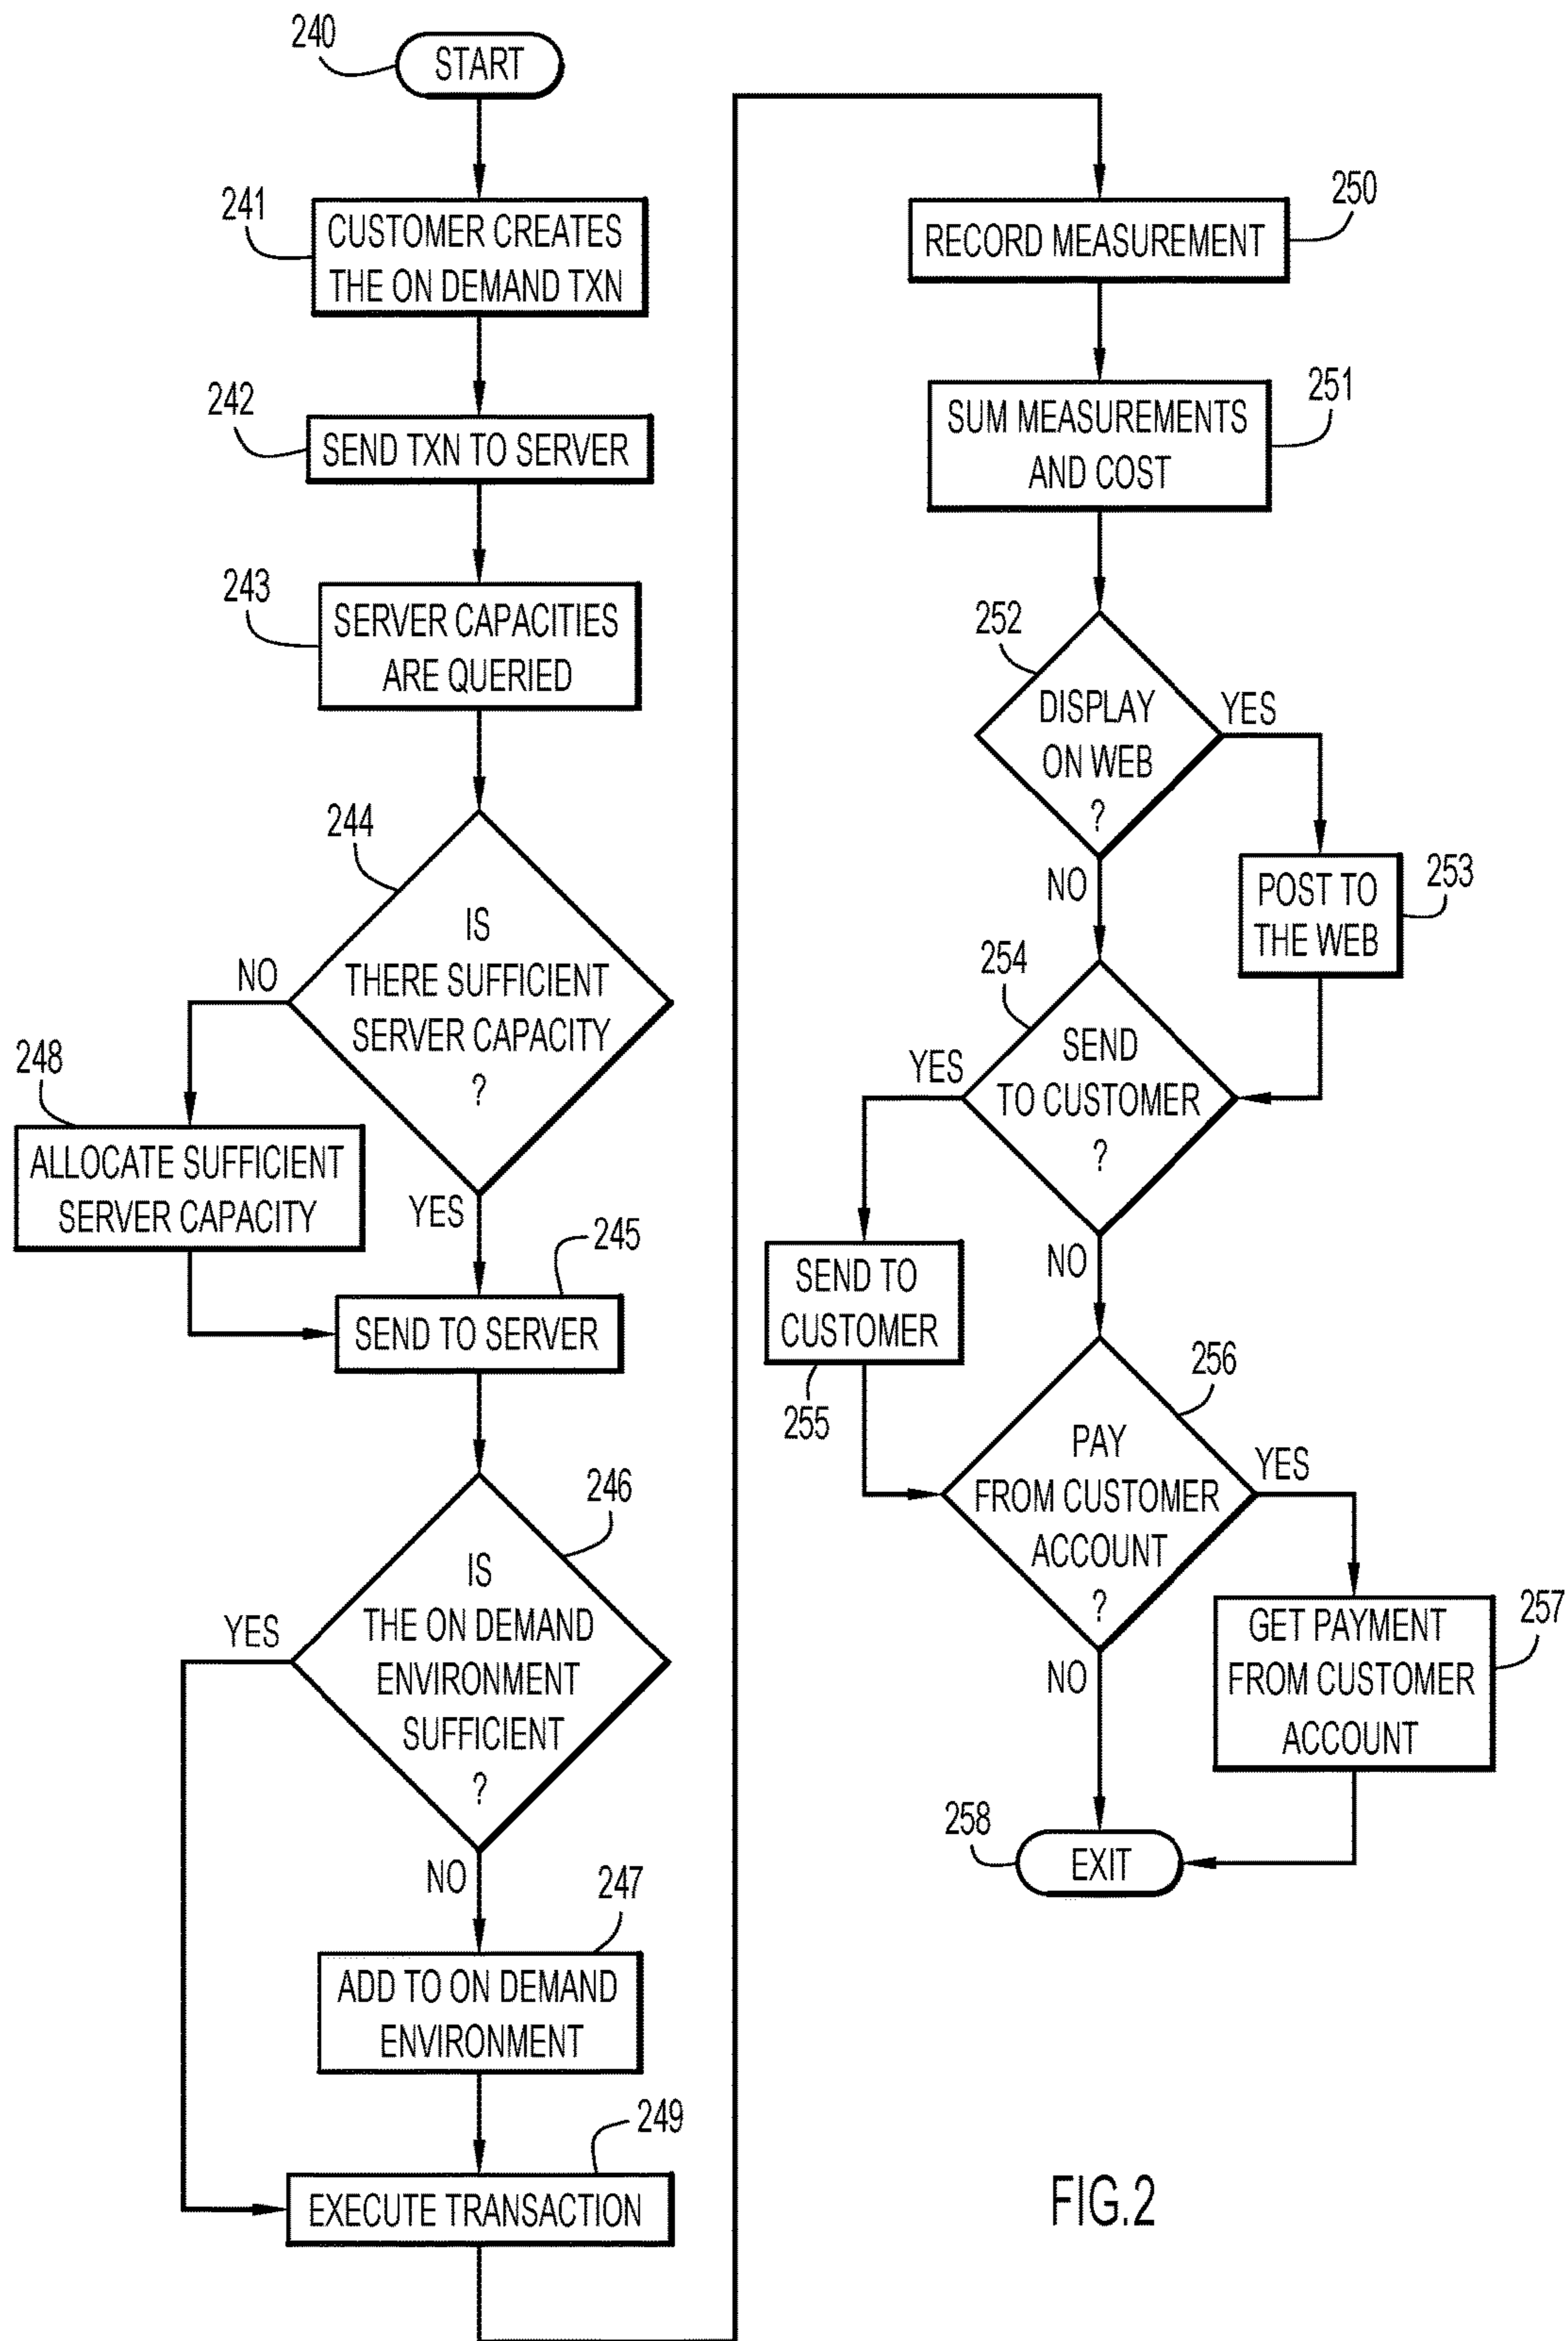 240
START
241
CUSTOMER CREATES
THE ON DEMAND TXN
242
SEND TXN TO SERVER
243
SERVER CAPACITIES
ARE QUERIED
244
IS
THERE SUFFICIENT
SERVER CAPACITY
?
NO
YES
248
ALLOCATE SUFFICIENT
SERVER CAPACITY
245
SEND TO SERVER
246
IS
THE ON DEMAND
ENVIRONMENT
SUFFICIENT
?
YES
NO
247
ADD TO ON DEMAND
ENVIRONMENT
249
EXECUTE TRANSACTION
250
RECORD MEASUREMENT
251
SUM MEASUREMENTS
AND COST
252
DISPLAY
ON WEB
?
YES
NO
253
POST TO
THE WEB
254
SEND
TO CUSTOMER
?
YES
NO
SEND TO
CUSTOMER
255
256
PAY
FROM CUSTOMER
ACCOUNT
?
YES
NO
257
GET PAYMENT
FROM CUSTOMER
ACCOUNT
258
EXIT
FIG.2